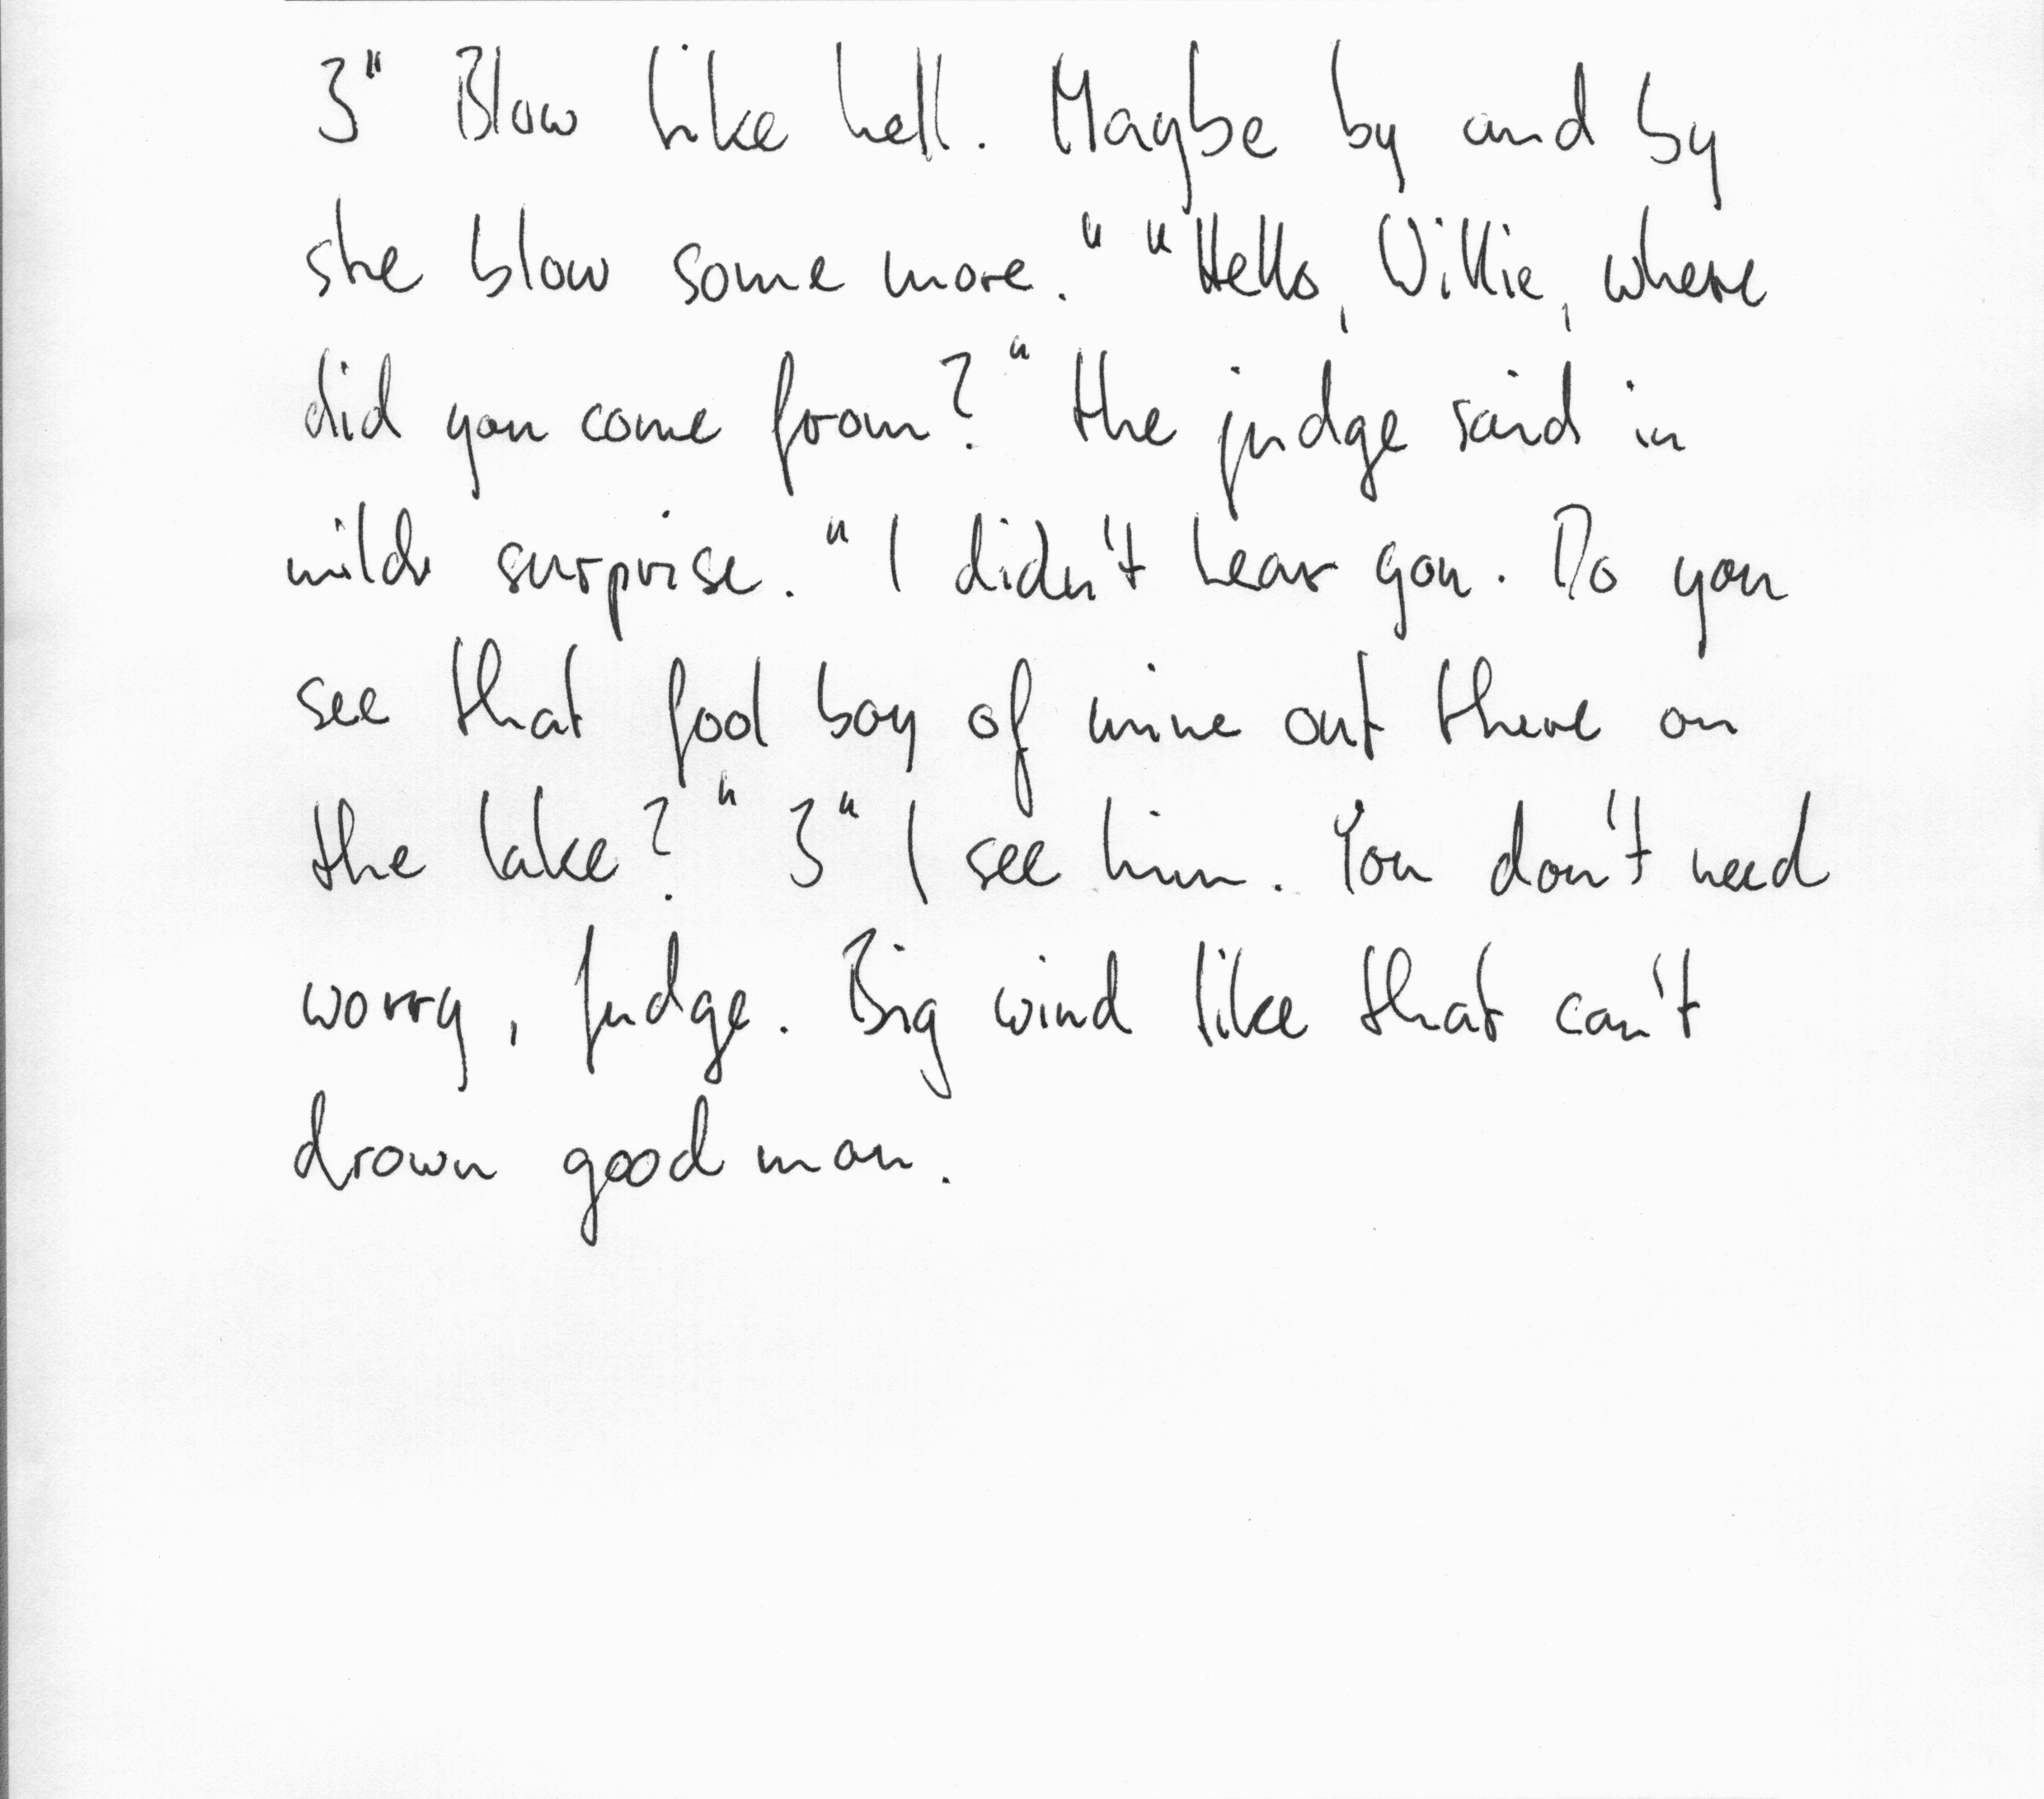 3" Blow like hell. Maybe by and by
she blow some more." "Hello, Willie, where
did you come from?" the judge said in
mild surprise. "I didn't hear you. Do you
see that fool boy of mine out there on
the lake?" 3" I see him. You don't need
worry, Judge. Big wind like that can't
drown good man.